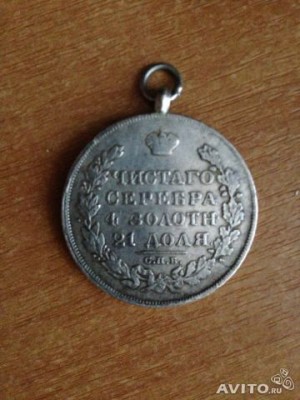 ЧИСТАГО
СЕРЕБРА
4 ЗОЛОТН
21 ДОЛЯ
С.П.Б.
AVITO.ru